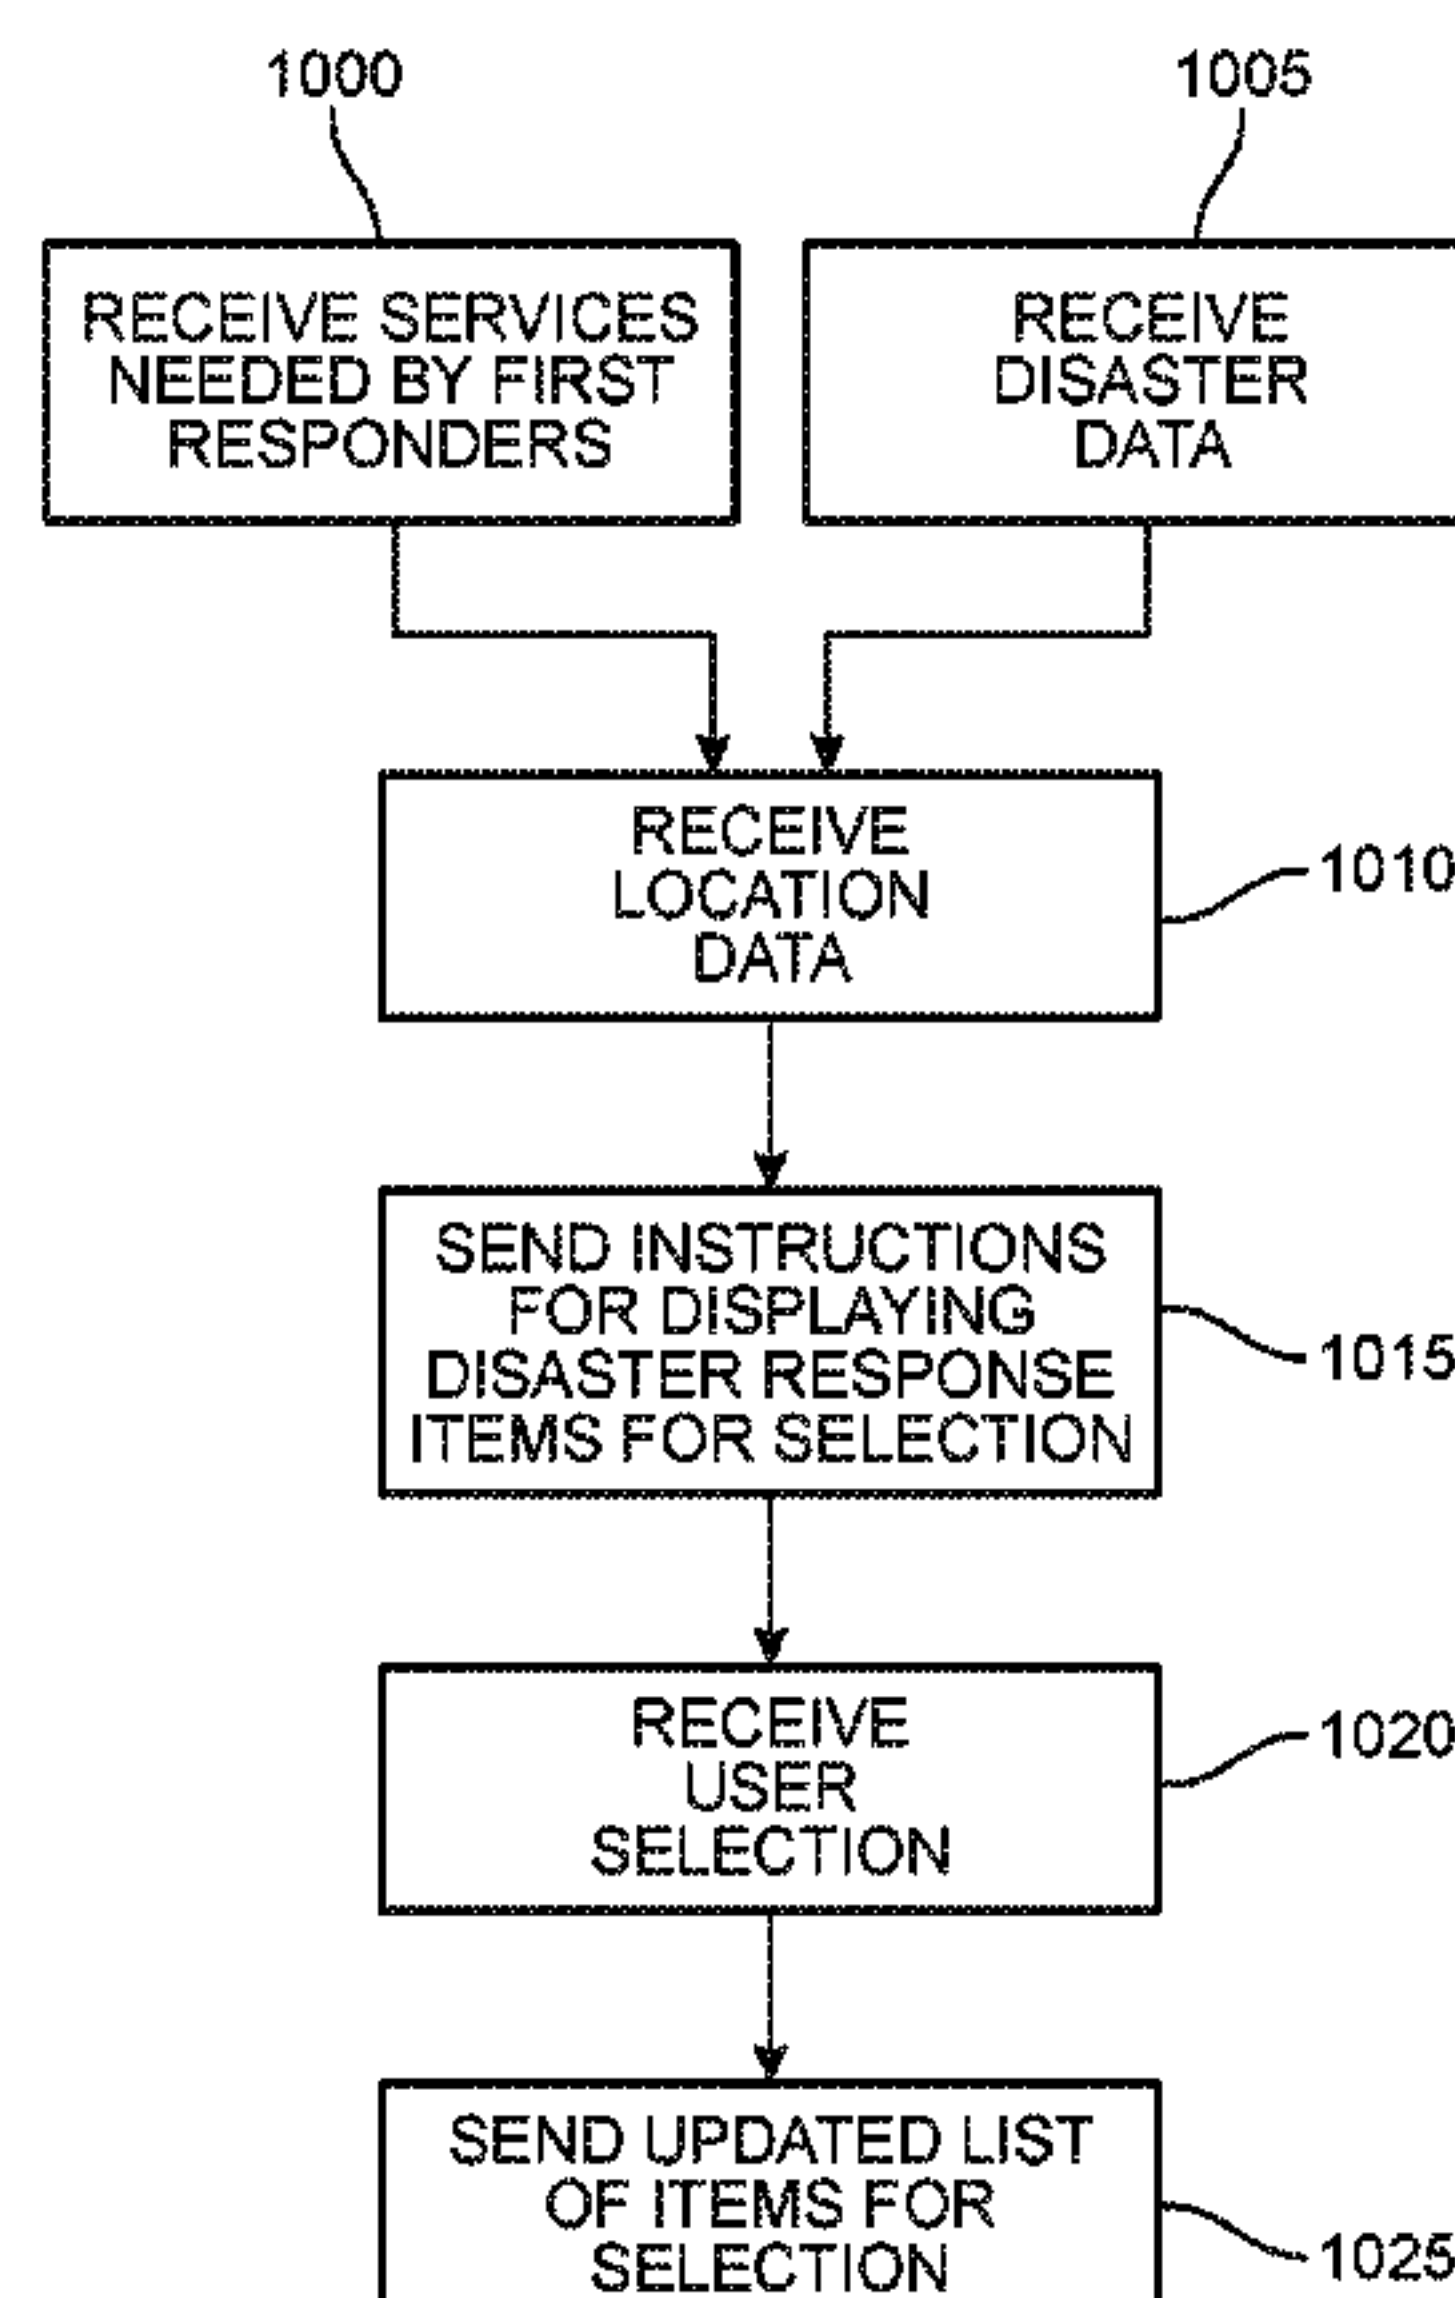 1000
1005
RECEIVE SERVICES
NEEDED BY FIRST
RESPONDERS
RECEIVE
DISASTER
DATA
RECEIVE
LOCATION
DATA
1010
SEND INSTRUCTIONS
FOR DISPLAYING
DISASTER RESPONSE
ITEMS FOR SELECTION
1015
RECEIVE
USER
SELECTION
1020
SEND UPDATED LIST
OF ITEMS FOR
SELECTION
1025